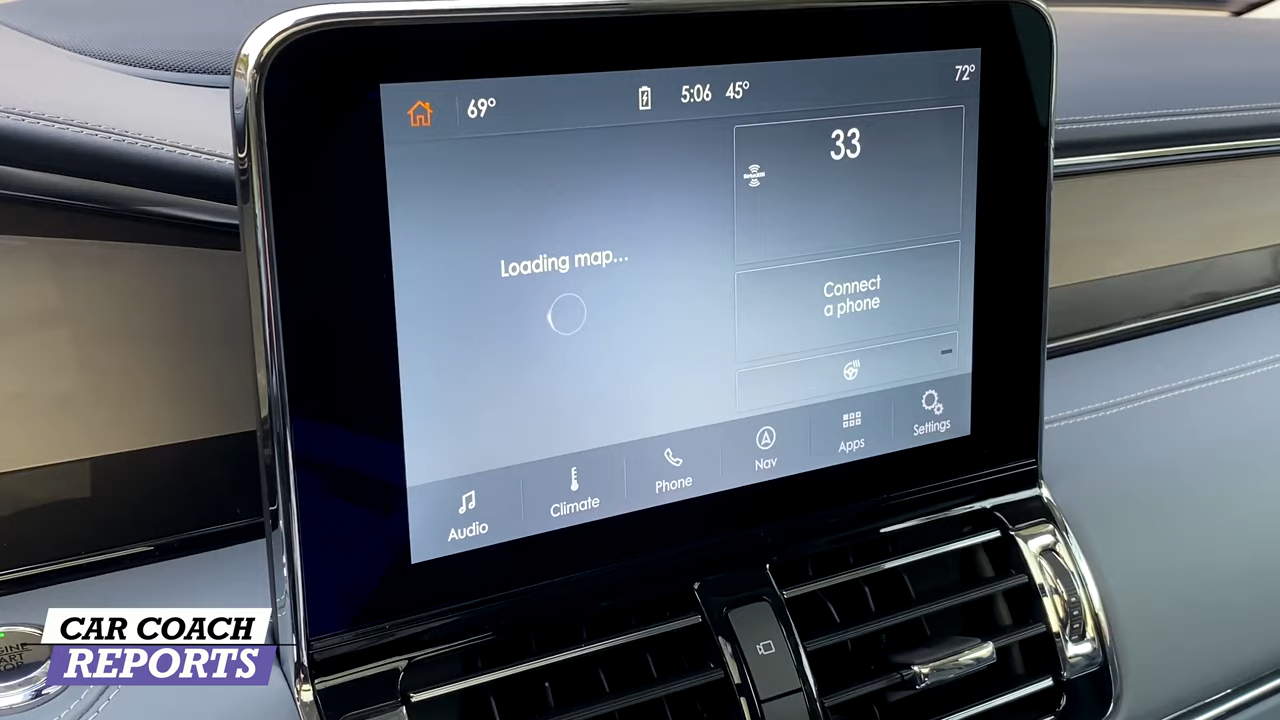 69°
5:06 45°
72°
33
Loading map...
Connect
a phone
Audio
Climate
Phone
Nav
Apps
Settings
CAR COACH
REPORTS